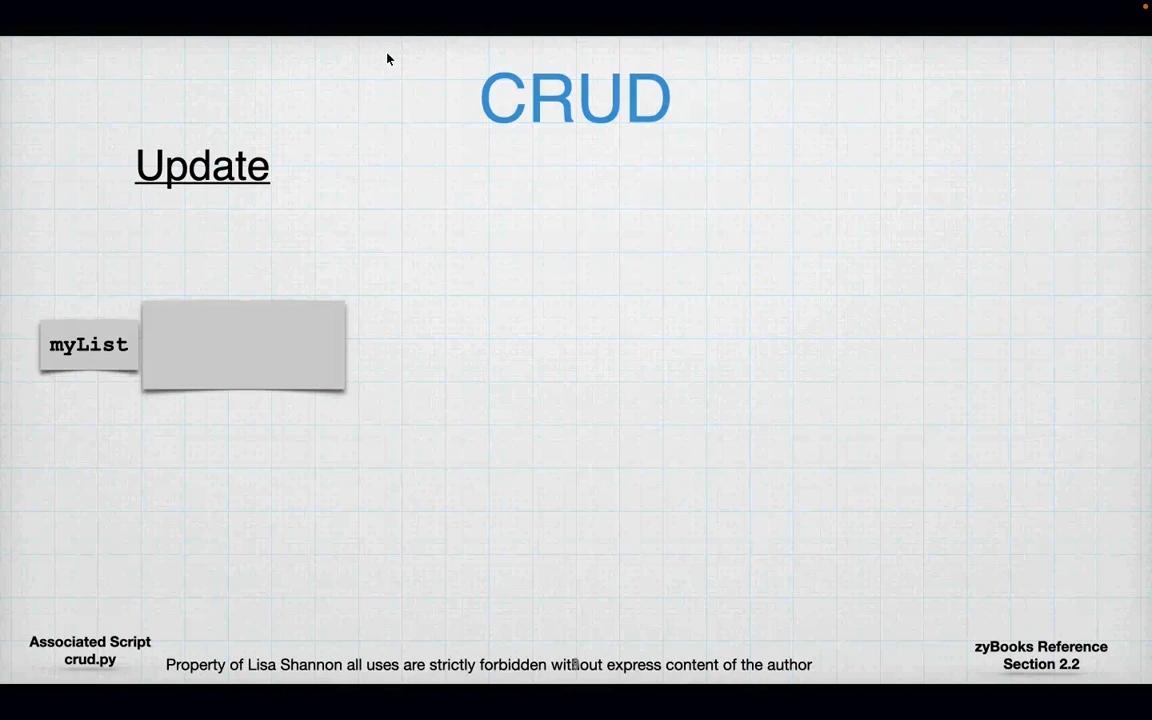 CRUD
Update
myList
Associated Script
crud.py
Property of Lisa Shannon all uses are strictly forbidden without express content of the author
zyBooks Reference
Section 2.2